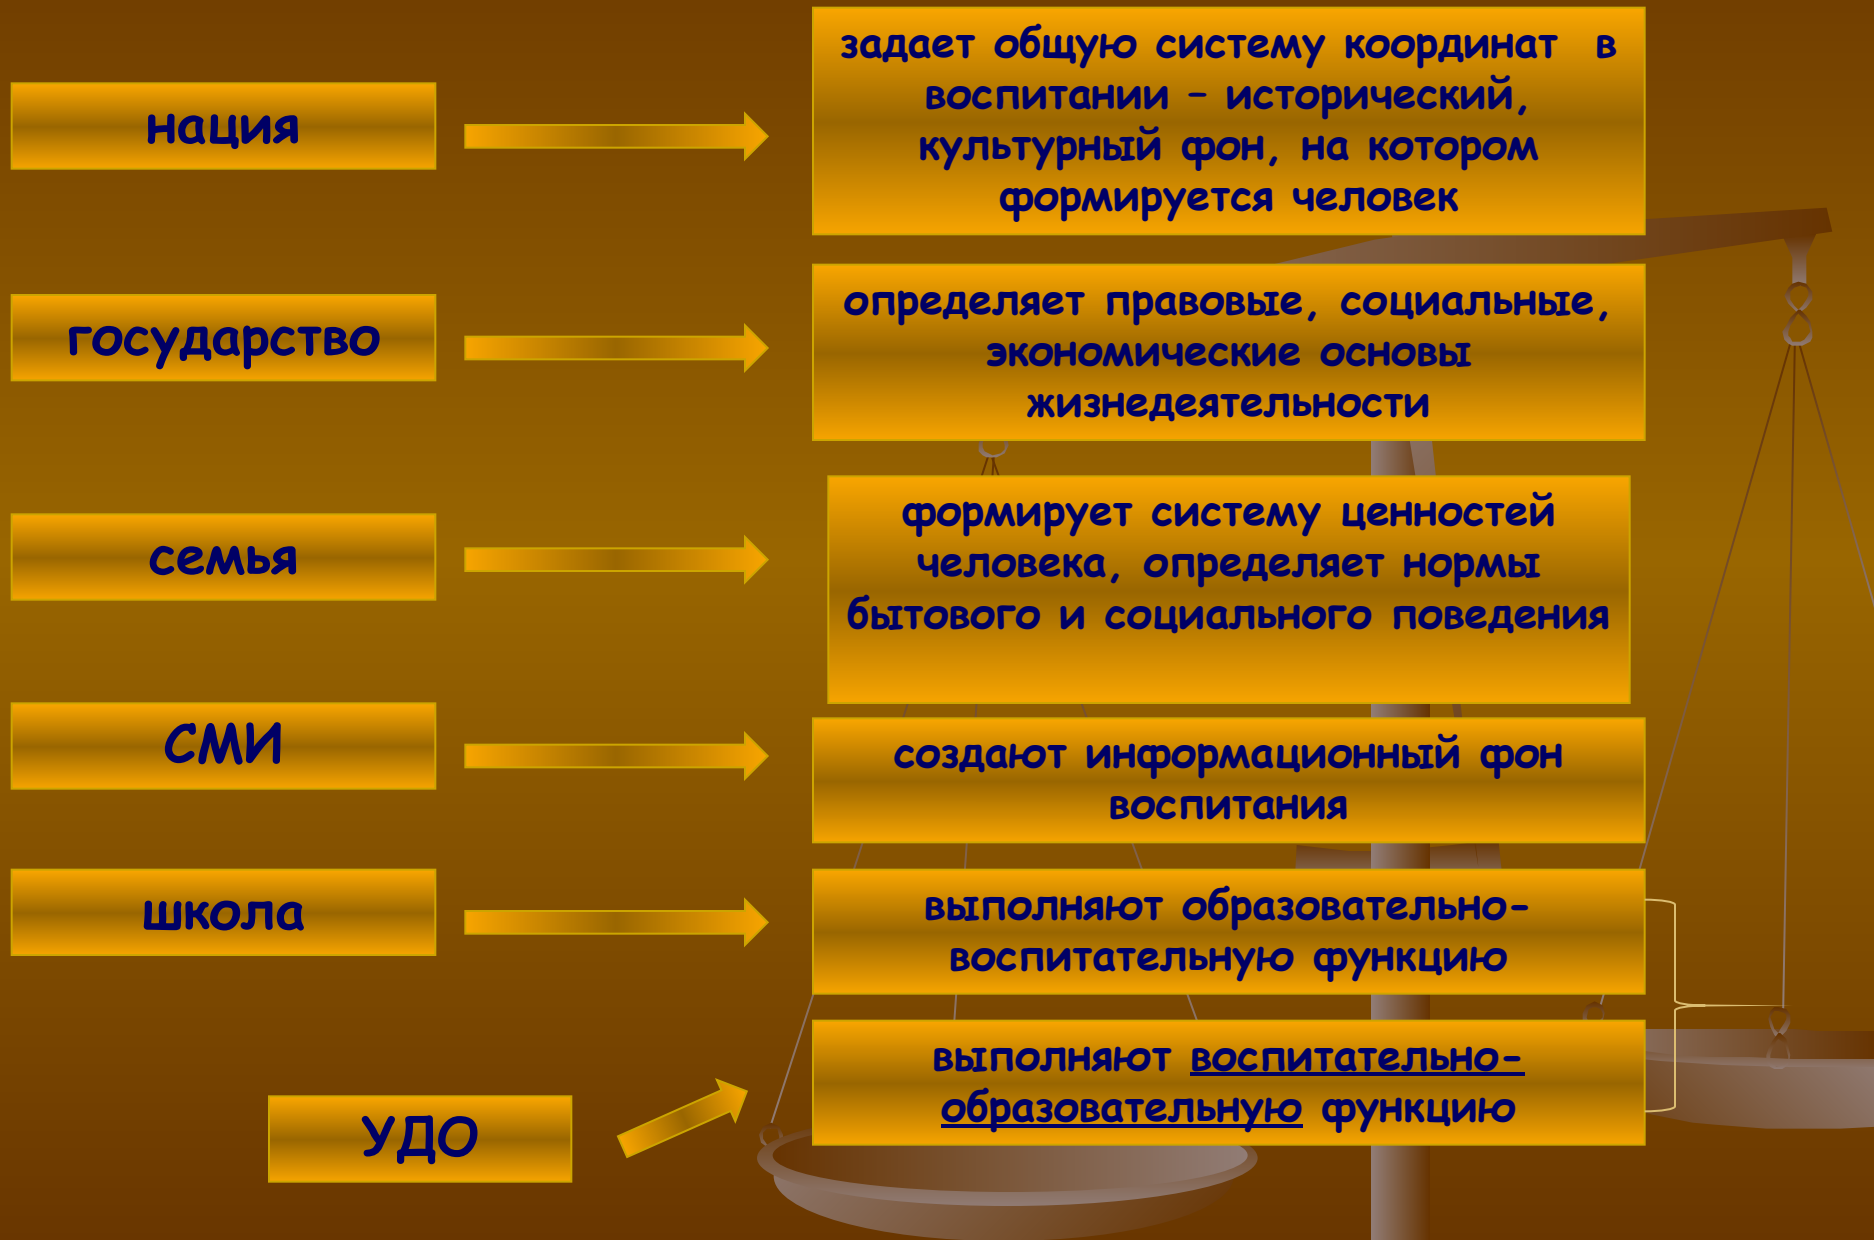 нация
задает общую систему координат в
воспитании – исторический,
культурный фон, на котором
формируется человек
государство
определяет правовые, социальные,
экономические основы
жизнедеятельности
семья
формирует систему ценностей
человека, определяет нормы
бытового и социального поведения
СМИ
создают информационный фон
воспитания
школа
выполняют образовательно-
воспитательную функцию
УДО
выполняют воспитательно-
образовательную функцию